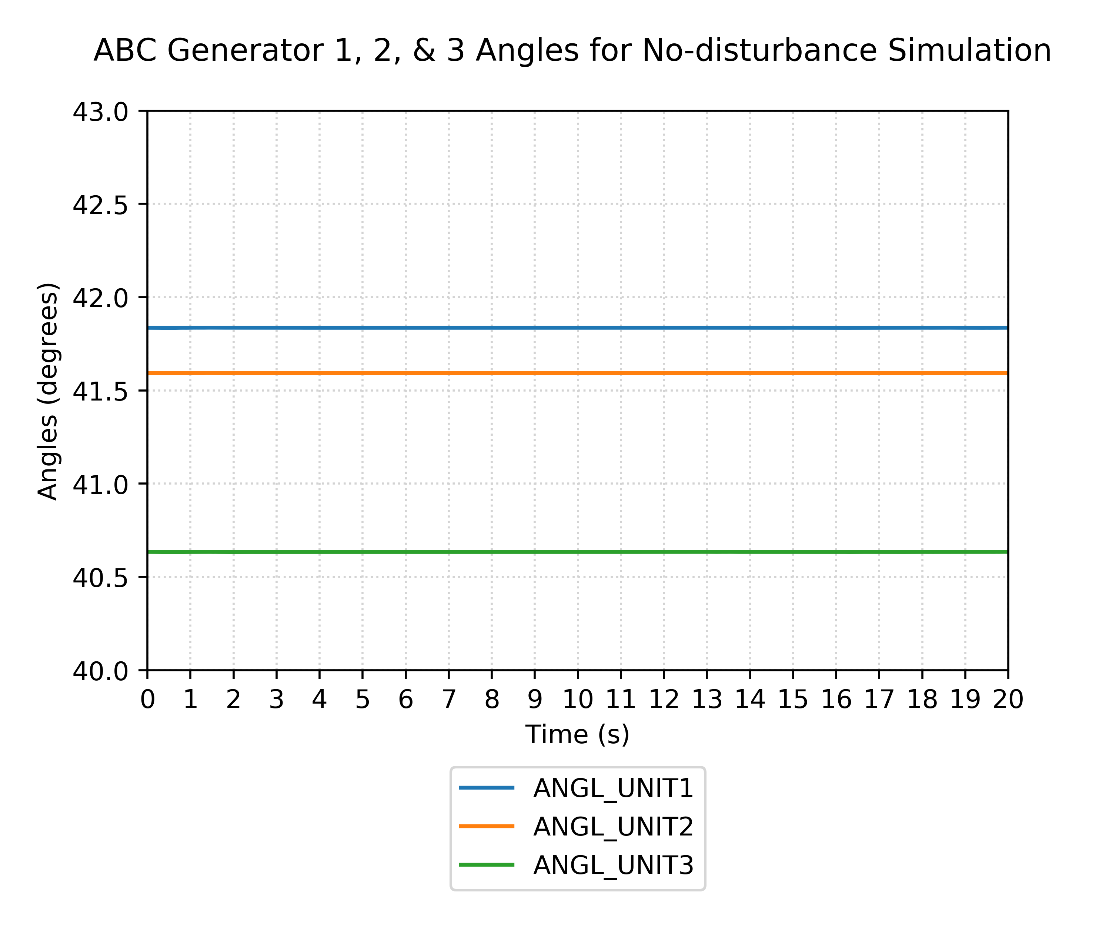 ABC Generator 1, 2, & 3 Angles for No-disturbance Simulation
43.0
42.5
42.0
41.5
41.0
40.5
40.0
Angles (degrees)
0 1 2 3 4 5 6 7 8 9 10 11 12 13 14 15 16 17 18 19 20
Time (s)
ANGL_UNIT1
ANGL_UNIT2
ANGL_UNIT3